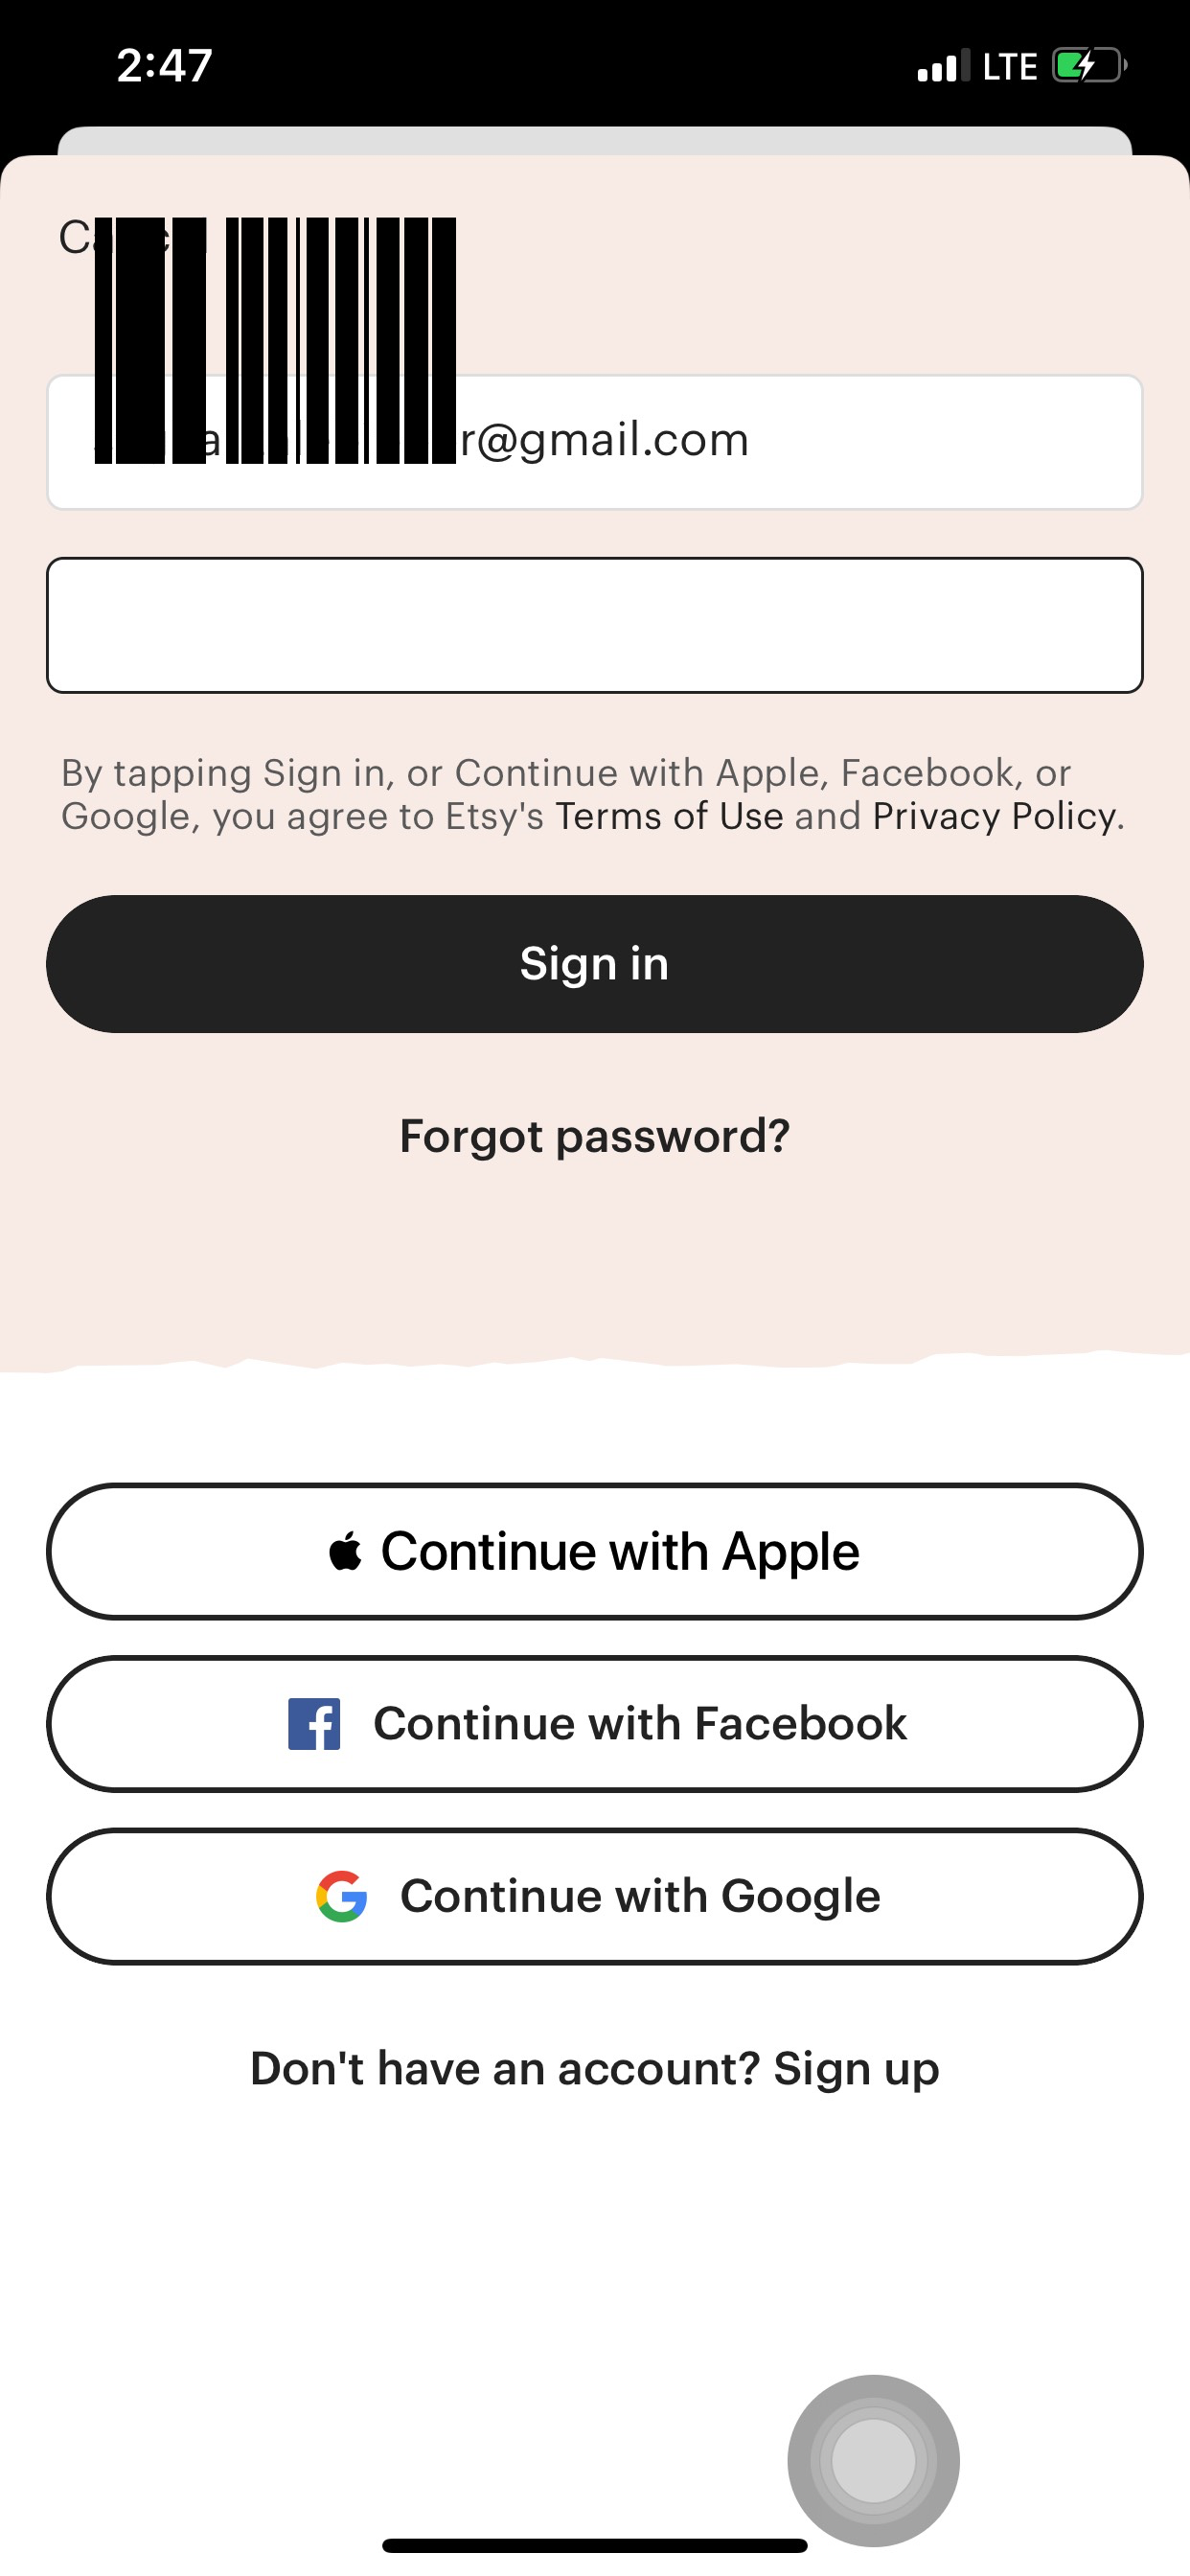 2:47
LTE
r@gmail.com
By tapping Sign in, or Continue with Apple, Facebook, or
Google, you agree to Etsy's Terms of Use and Privacy Policy.
Sign in
Forgot password?
Continue with Apple
Continue with Facebook
Continue with Google
Don't have an account? Sign up